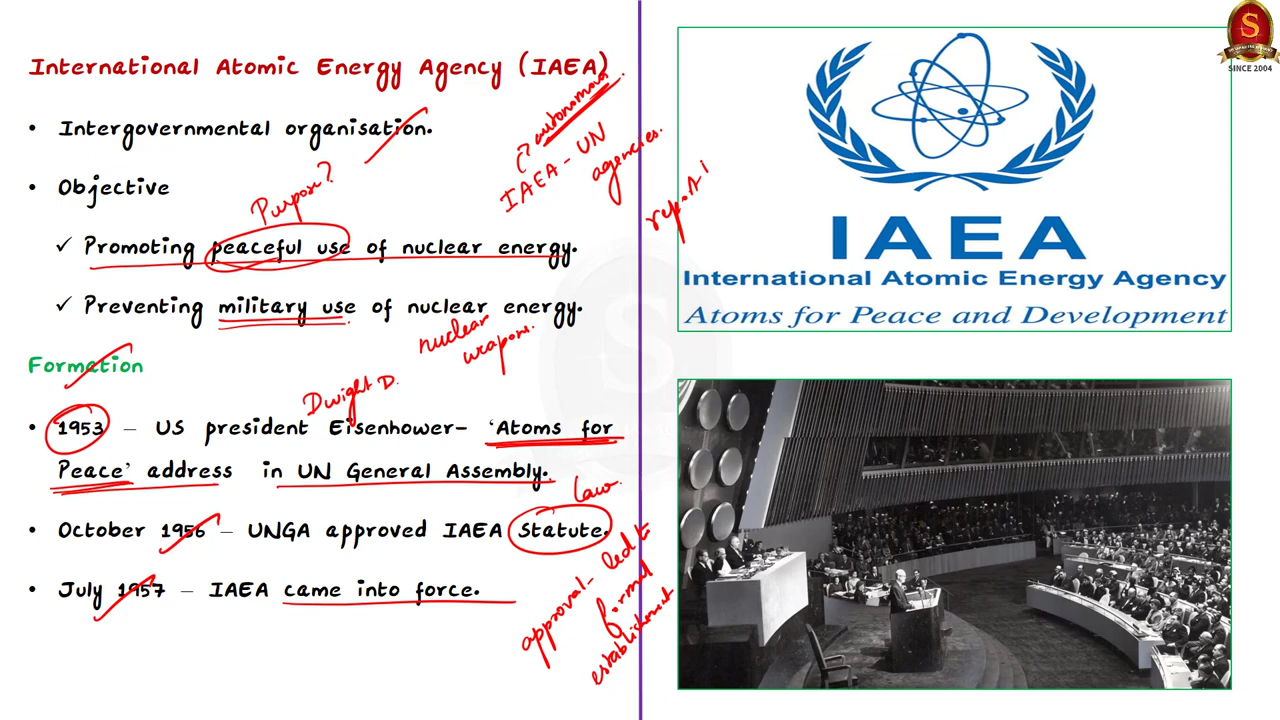 International Atomic Energy Agency (IAEA)
• Intergovernmental organisation.
autonomous
IAEA - UN
agencies.
• Objective
Purpose?
✓ Promoting peaceful use of nuclear energy.
✓ Preventing military use of nuclear energy.
nuclear
weapons.
Formation
Dwight D.
• 1953 – US president Eisenhower– ‘Atoms for
Peace’ address in UN General Assembly.
Law.
• October 1956 – UNGA approved IAEA Statute.
• July 1957 – IAEA came into force.
approval - led to
formal
establishment
IAEA
International Atomic Energy Agency
Atoms for Peace and Development
S
SINCE 2004